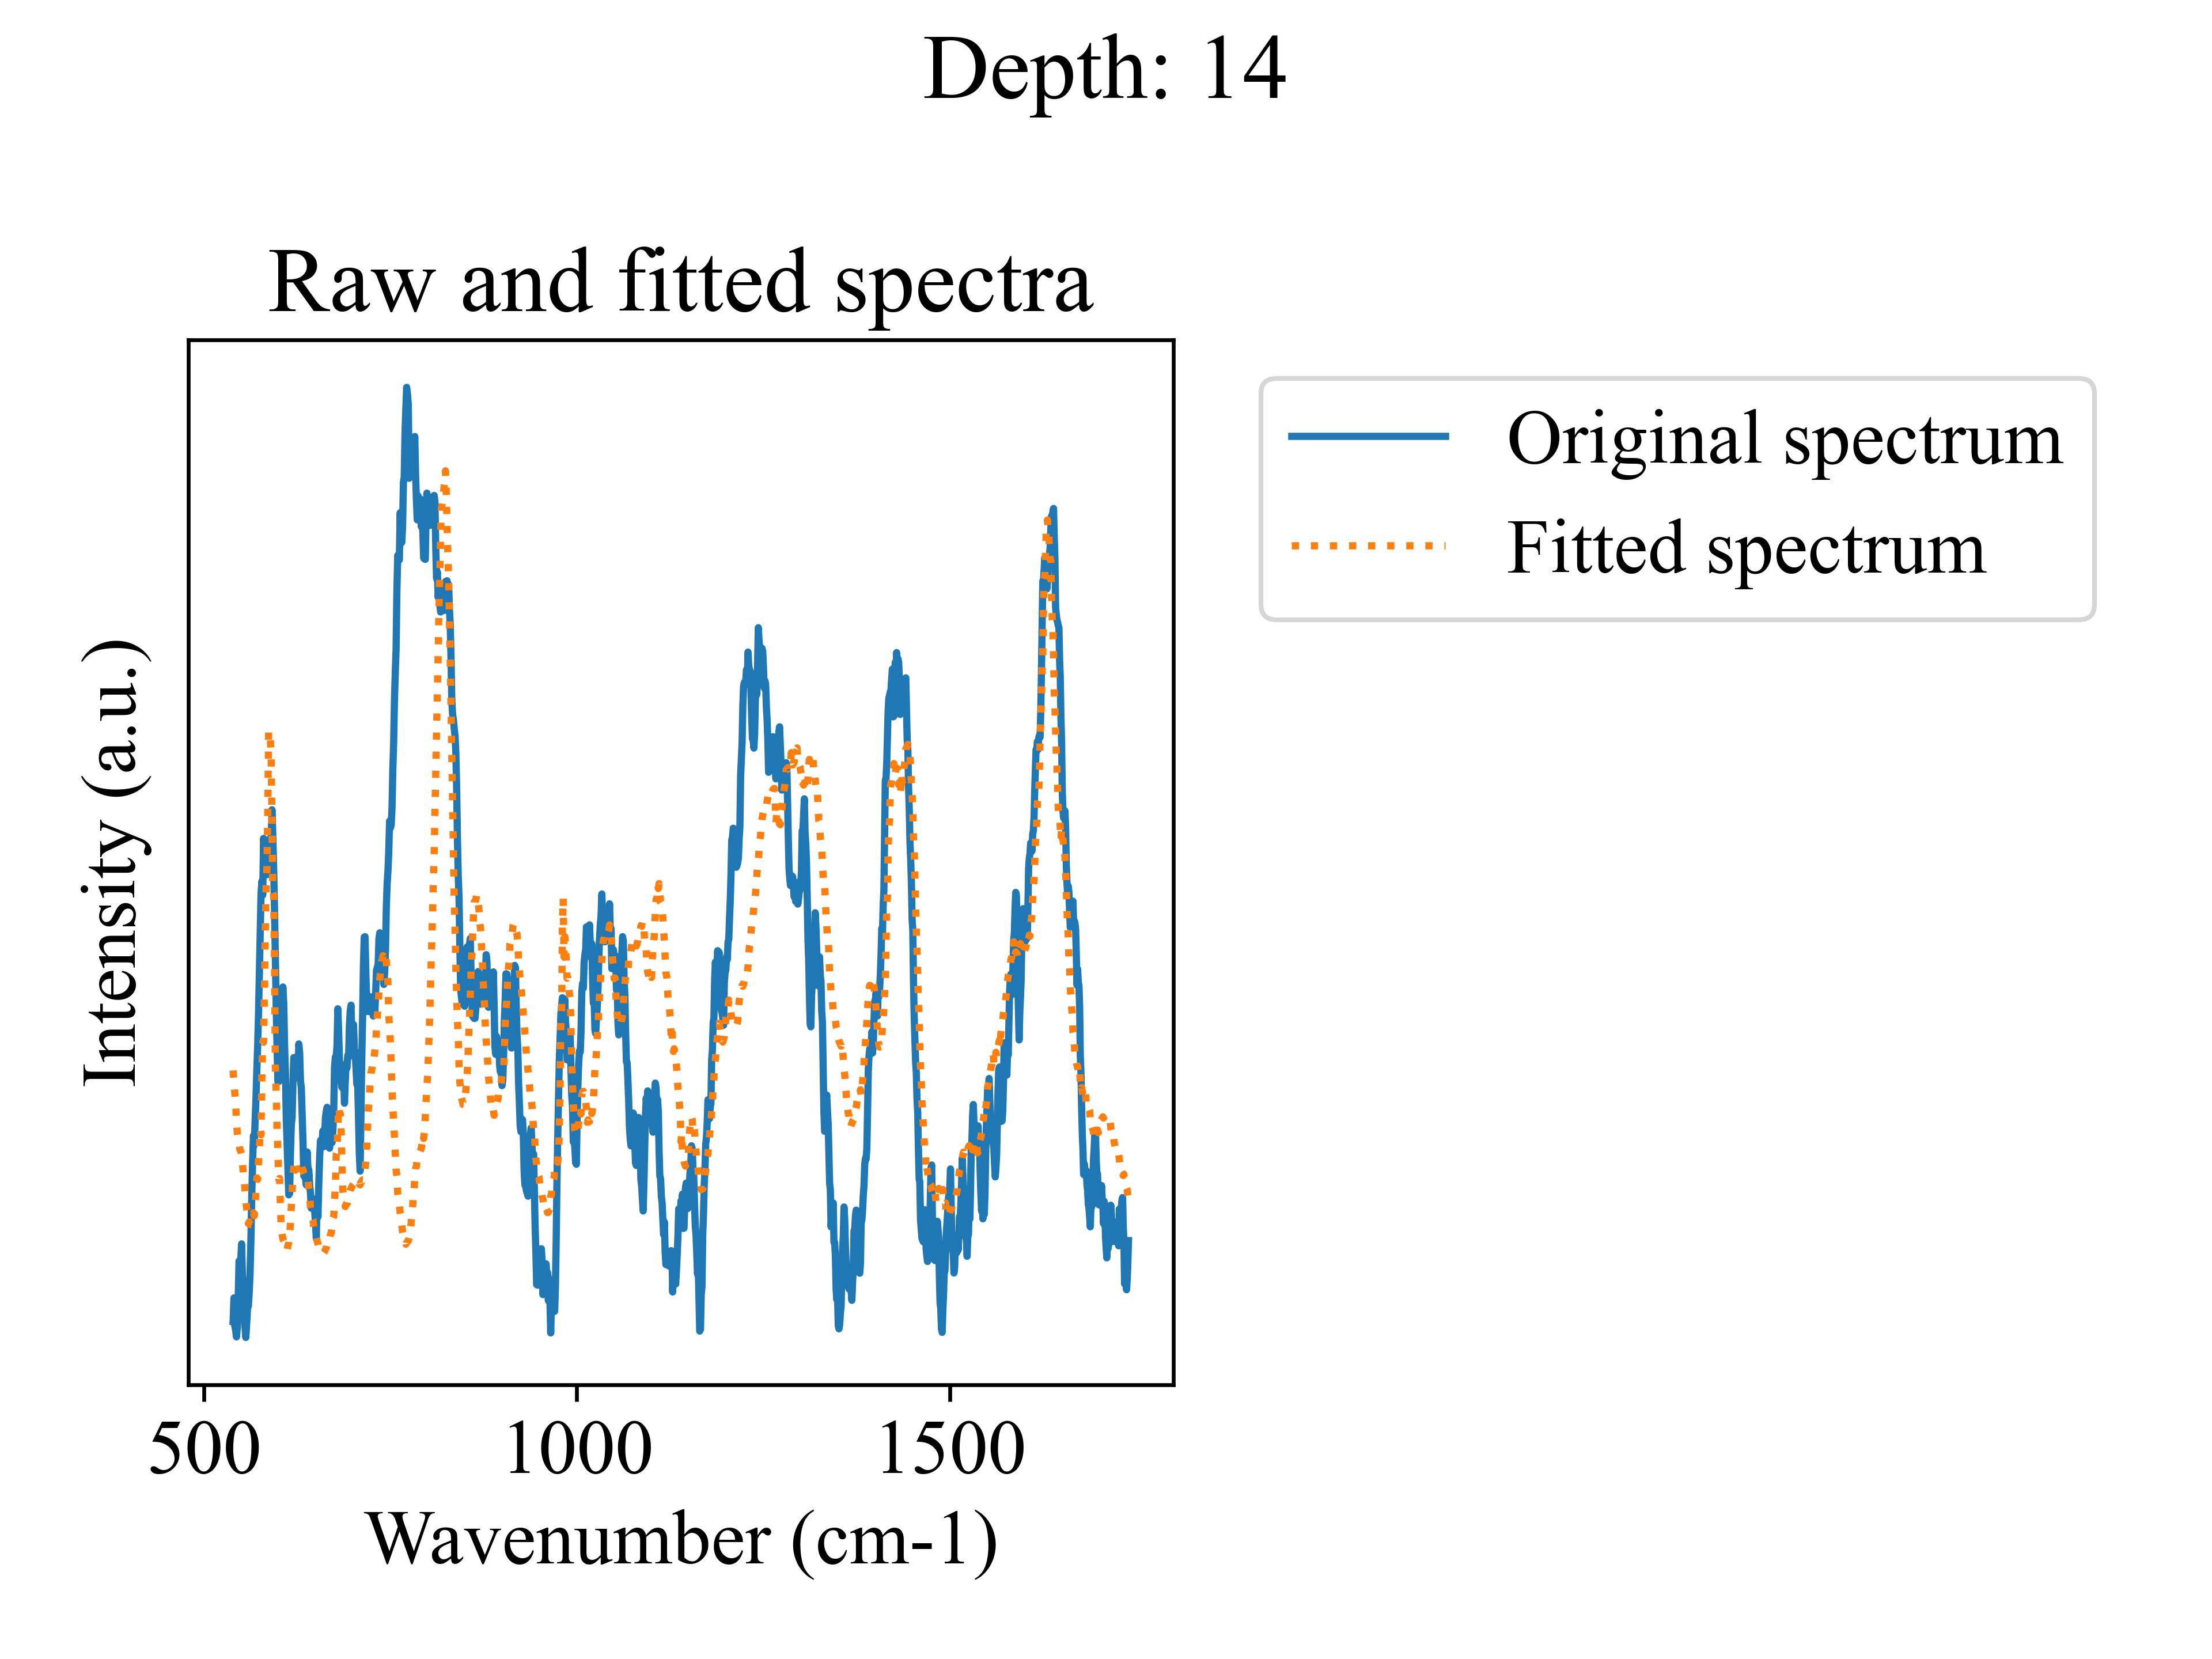 Depth: 14
Raw and fitted spectra
Original spectrum
Fitted spectrum
Intensity (a.u.)
500 1000 1500
Wavenumber (cm-1)